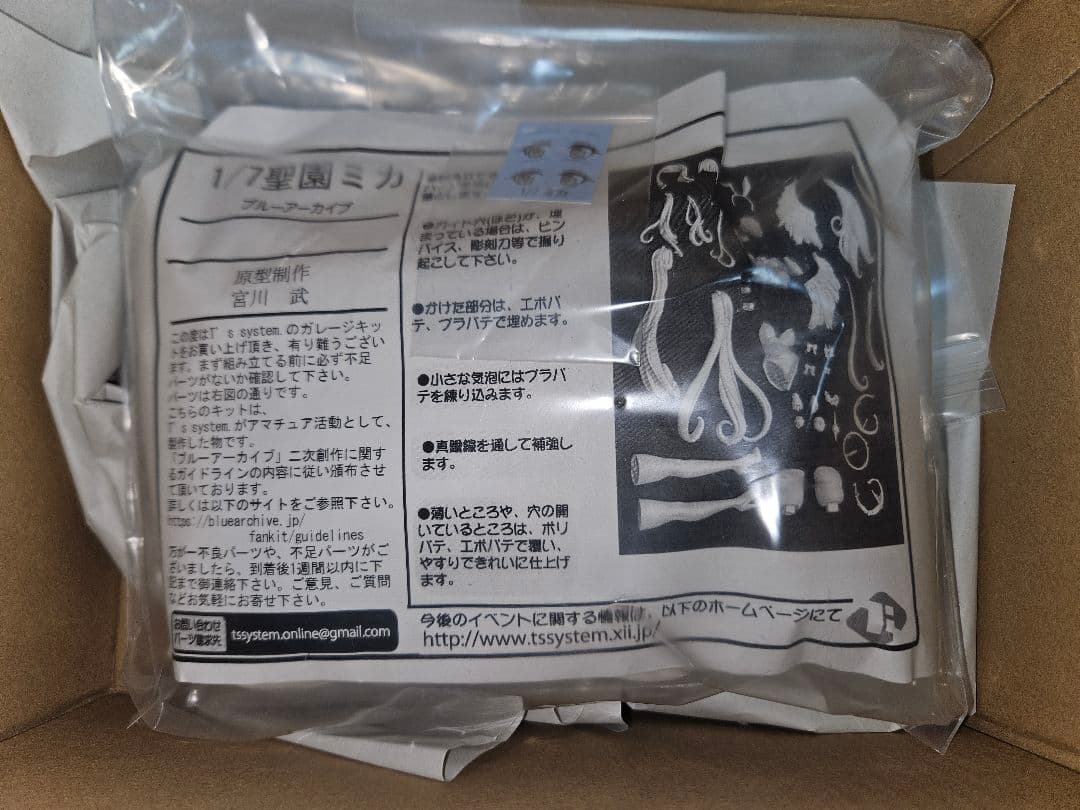 1/7聖園ミカ
ブルーアーカイブ
原型制作
宮川 武
この度はT's system.のガレージキッ
トをお買い上げ頂き、有り難うござい
ます。まず組み立てる前に必ず不足
パーツがないか確認して下さい。
パーツは右図の通りです。
こちらのキットは、
T's system.がアマチュア活動として、
製作した物です。
「ブルーアーカイブ」二次創作に関す
るガイドラインの内容に従い頒布させ
て頂いております。
詳しくは以下のサイトをご参照下さい。
https://bluearchive.jp/
fankit/guidelines
万が一不良パーツや、不足パーツがご
ざいましたら、到着後1週間以内に下
記まで御連絡下さい。ご意見、ご質問
などお気軽にお寄せ下さい。
お問い合わせ
パーツ請求先
tssystem.online@gmail.com
●ガイド穴(ほぞ)が、埋
まっている場合は、ピン
バイス、彫刻刀等で掘り
起こして下さい。
●かけた部分は、エポパ
テ、プラパテで埋めます。
●小さな気泡にはプラパ
テを練り込みます。
●真鍮線を通して補強し
ます。
●薄いところや、穴の開
いているところは、ポリ
パテ、エポパテで覆い、
やすりできれいに仕上げ
ます。
今後のイベントに関する情報は、以下のホームページにて
http://www.tssystem.xii.jp/